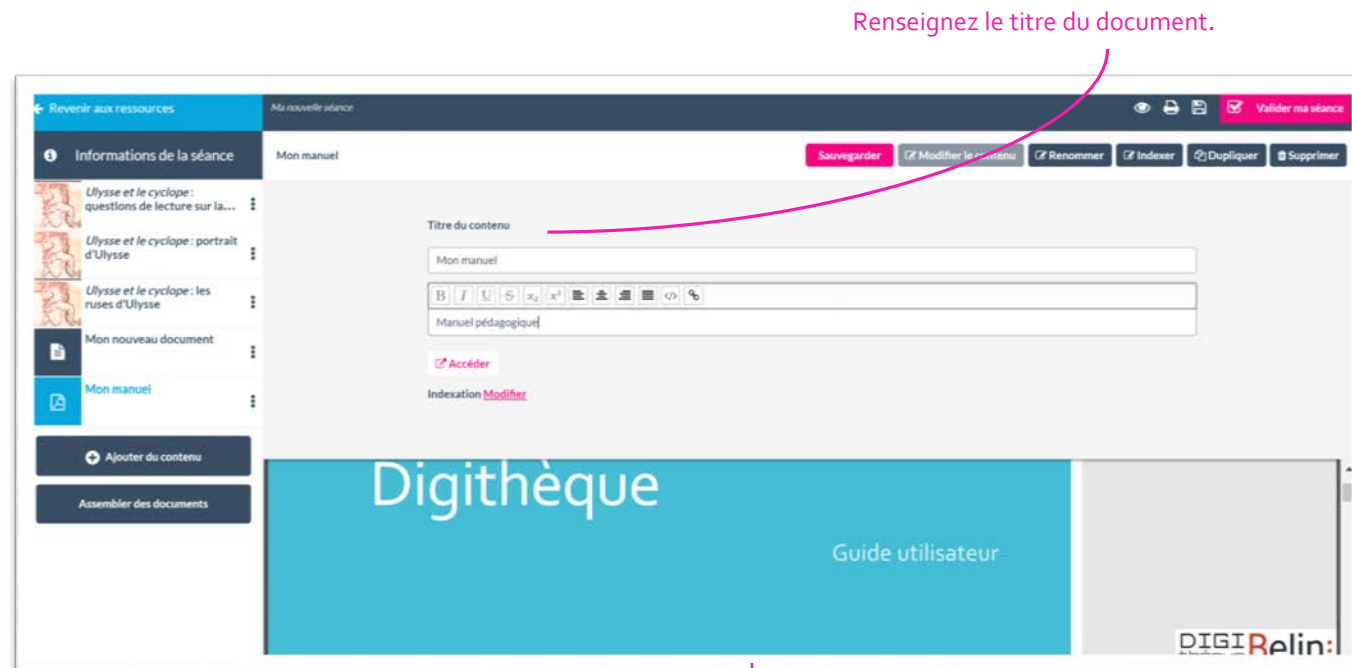 Renseignez le titre du document.
Revenir aux ressources
Ma nouvelle séance
Valider ma séance
Informations de la séance
Mon manuel
Sauvegarder
Modifier le contenu
Renommer
Indexer
Dupliquer
Supprimer
Ulysse et le cyclope :
questions de lecture sur la...
Ulysse et le cyclope : portrait
d'Ulysse
Ulysse et le cyclope : les
ruses d'Ulysse
Mon nouveau document
Mon manuel
Ajouter du contenu
Assembler des documents
Titre du contenu
Mon manuel
B I U S x₂ x²
Manuel pédagogique
Accéder
Indexation Modifier
Digithèque
Guide utilisateur
DIGI Belin: